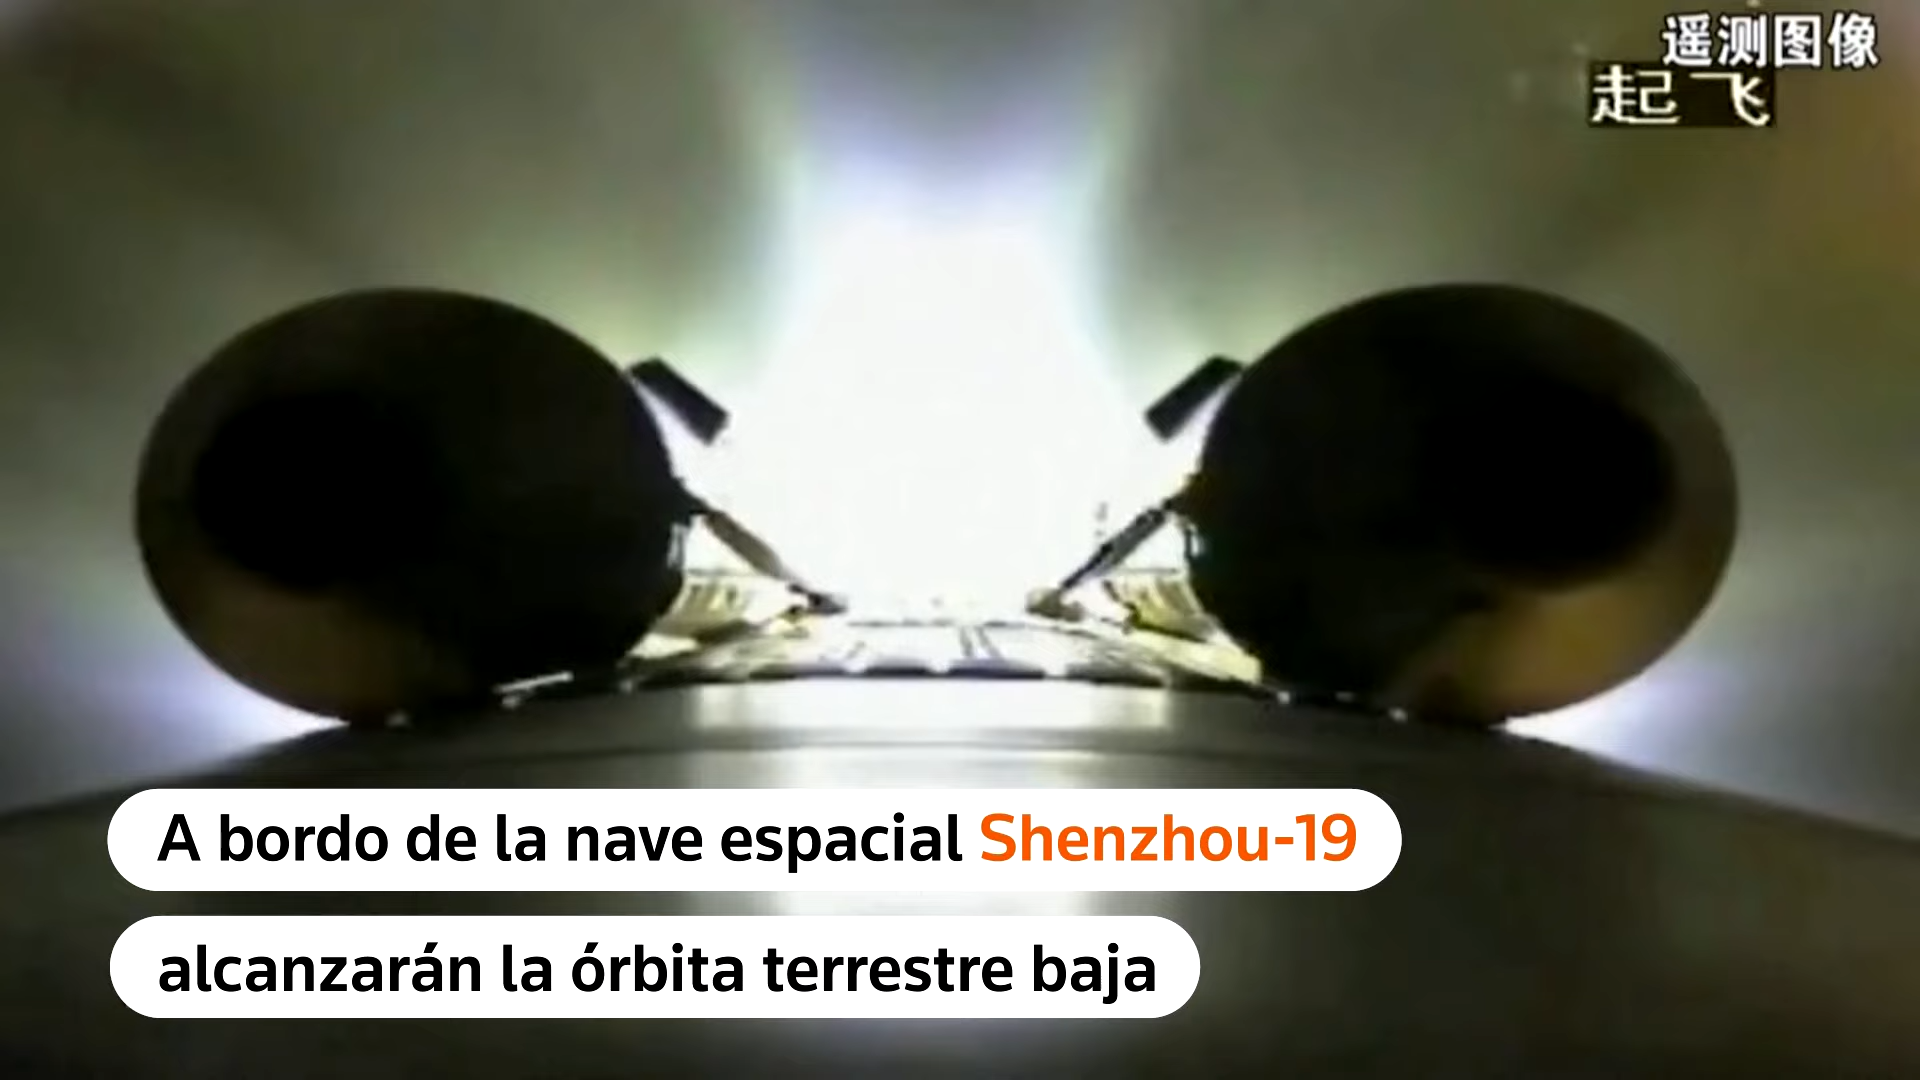 遥测图像
起飞
A bordo de la nave espacial Shenzhou-19
alcanzarán la órbita terrestre baja